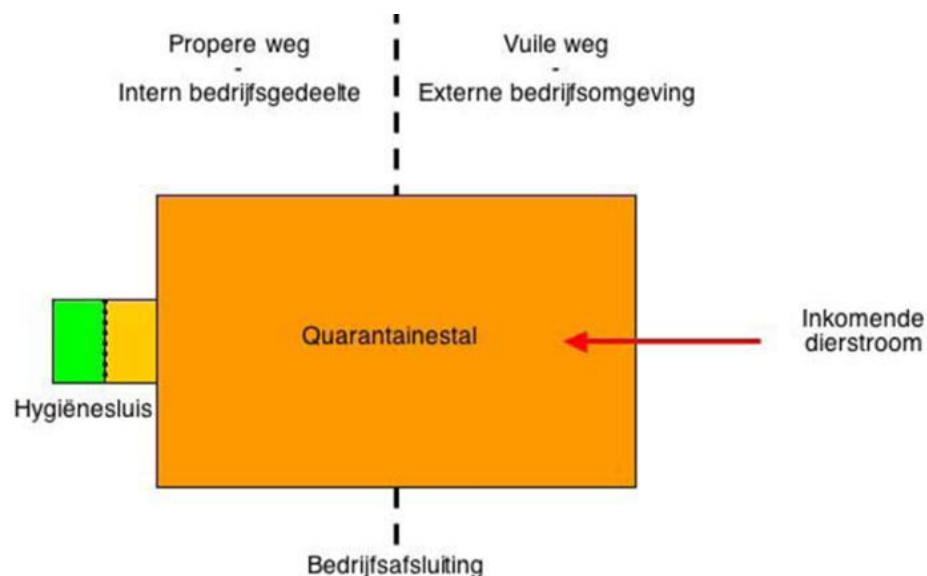 Propere weg
-
Intern bedrijfsgedeelte
Vuile weg
-
Externe bedrijfsomgeving
Quarantainestal
Inkomende
dierstroom
Hygiënesluis
Bedrijfsafsluiting